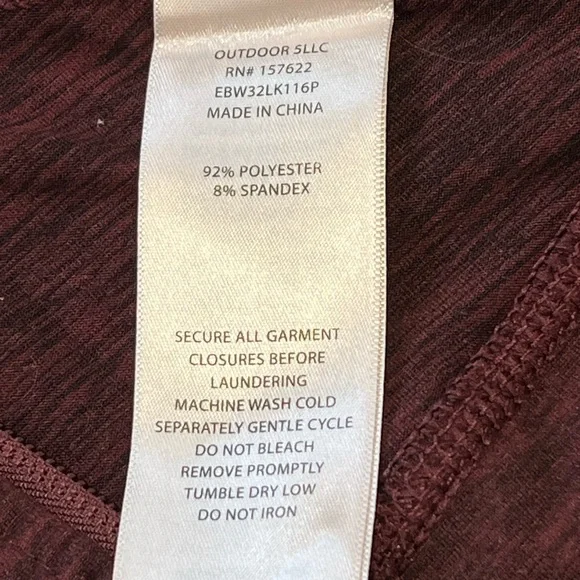 OUTDOOR 5LLC
RN# 157622
EBW32LK116P
MADE IN CHINA
92% POLYESTER
8% SPANDEX
SECURE ALL GARMENT
CLOSURES BEFORE
LAUNDERING
MACHINE WASH COLD
SEPARATELY GENTLE CYCLE
DO NOT BLEACH
REMOVE PROMPTLY
TUMBLE DRY LOW
DO NOT IRON